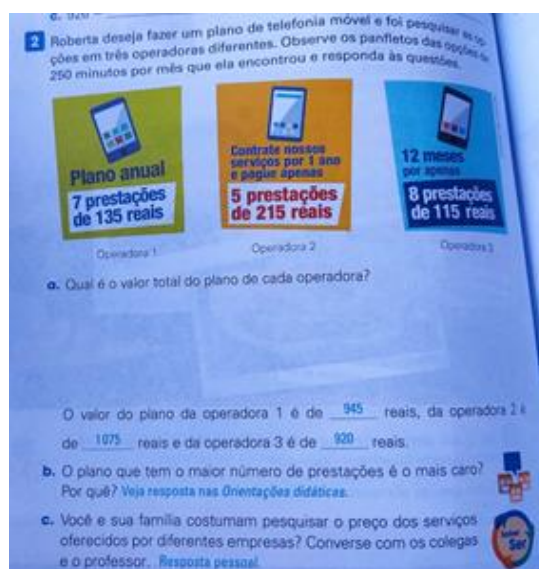 c. 920
2 Roberta deseja fazer um plano de telefonia móvel e foi pesquisar as op-
ções em três operadoras diferentes. Observe os panfletos das opções de
250 minutos por mês que ela encontrou e responda às questões.
Plano anual
7 prestações
de 135 reais
Operadora 1
Contrate nossos
serviços por 1 ano
e pague apenas
5 prestações
de 215 reais
Operadora 2
12 meses
por apenas
8 prestações
de 115 reais
Operadora 3
a. Qual é o valor total do plano de cada operadora?
O valor do plano da operadora 1 é de 945 reais, da operadora 2 é
de 1075 reais e da operadora 3 é de 920 reais.
b. O plano que tem o maior número de prestações é o mais caro?
Por quê? Veja resposta nas Orientações didáticas.
c. Você e sua família costumam pesquisar o preço dos serviços
oferecidos por diferentes empresas? Converse com os colegas
e o professor. Resposta pessoal.
Ser